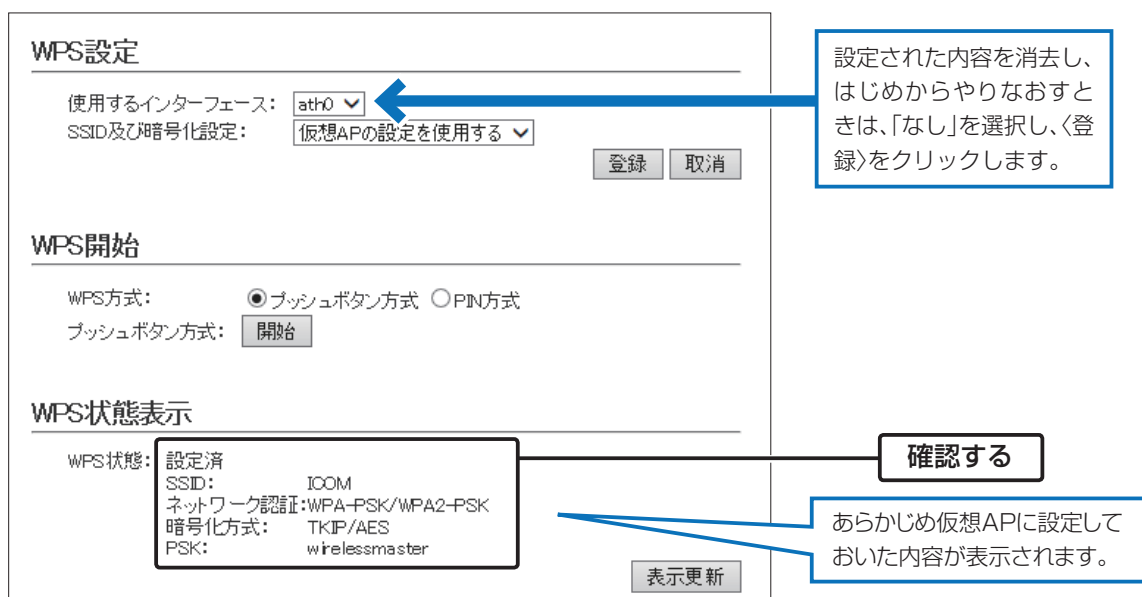 WPS設定
使用するインターフェース： ath0
SSID及び暗号化設定： 仮想APの設定を使用する
登録 取消
設定された内容を消去し、
はじめからやりなおすと
きは、「なし」を選択し、〈登
録〉をクリックします。
WPS開始
WPS方式： プッシュボタン方式 PIN方式
プッシュボタン方式： 開始
WPS状態表示
WPS状態： 設定済
SSID： ICOM
ネットワーク認証：WPA-PSK/WPA2-PSK
暗号化方式： TKIP/AES
PSK： wirelessmaster
表示更新
確認する
あらかじめ仮想APに設定して
おいた内容が表示されます。